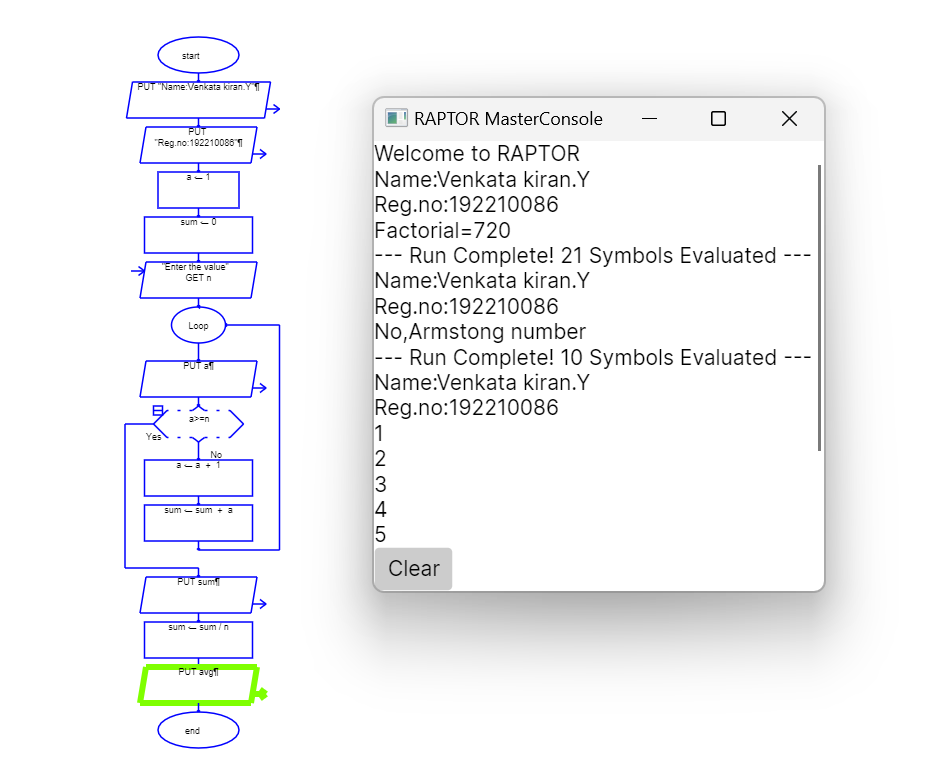 start
PUT "Name:Venkata kiran.Y"¶
PUT
"Reg.no:192210086"¶
a ← 1
sum ← 0
"Enter the value"
GET n
Loop
PUT a¶
a>=n
Yes
No
a ← a + 1
sum ← sum + a
PUT sum¶
sum ← sum / n
PUT avg¶
end
RAPTOR MasterConsole
Welcome to RAPTOR
Name:Venkata kiran.Y
Reg.no:192210086
Factorial=720
--- Run Complete! 21 Symbols Evaluated ---
Name:Venkata kiran.Y
Reg.no:192210086
No,Armstong number
--- Run Complete! 10 Symbols Evaluated ---
Name:Venkata kiran.Y
Reg.no:192210086
1
2
3
4
5
Clear